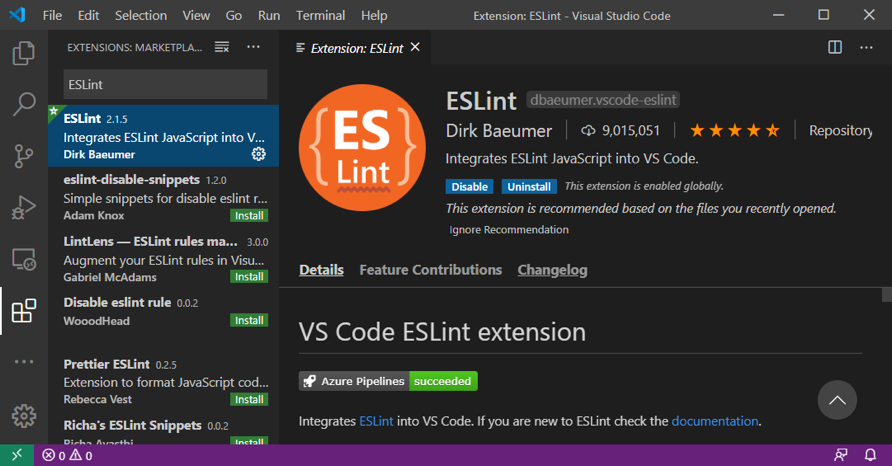 File Edit Selection View Go Run Terminal Help Extension: ESLint - Visual Studio Code
EXTENSIONS: MARKETPLA...
ESLint
ESLint 2.1.5
Integrates ESLint JavaScript into V...
Dirk Baeumer
eslint-disable-snippets 1.2.0
Simple snippets for disable eslint r...
Adam Knox Install
LintLens — ESLint rules ma... 3.0.0
Augment your ESLint rules in Visu...
Gabriel McAdams Install
Disable eslint rule 0.0.2
WooodHead Install
Prettier ESLint 0.2.5
Extension to format JavaScript cod...
Rebecca Vest Install
Richa's ESLint Snippets 0.0.2
Richa Avasthi Install
Extension: ESLint
ES
Lint
ESLint dbaeumer.vscode-eslint
Dirk Baeumer 9,015,051 Repository
Integrates ESLint JavaScript into VS Code.
Disable Uninstall This extension is enabled globally.
This extension is recommended based on the files you recently opened.
Ignore Recommendation
Details Feature Contributions Changelog
VS Code ESLint extension
Azure Pipelines succeeded
Integrates ESLint into VS Code. If you are new to ESLint check the documentation.
0 0